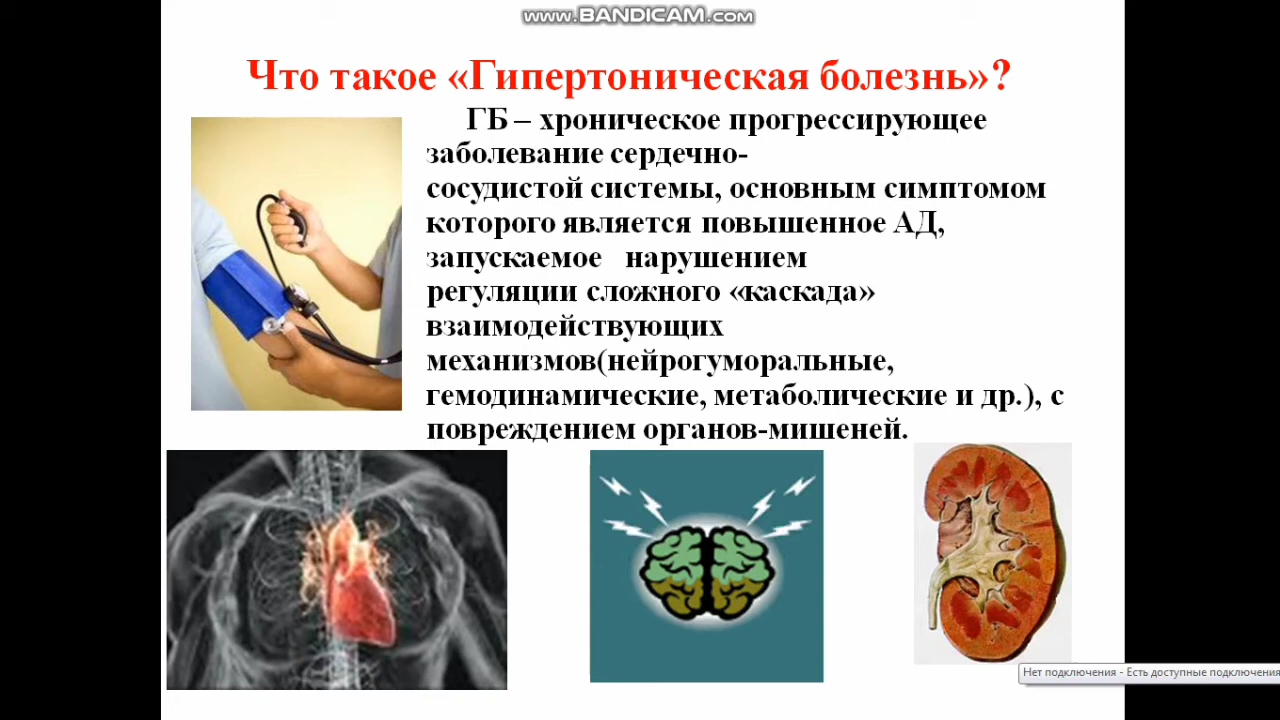 www.BANDICAM.com
Что такое «Гипертоническая болезнь»?
ГБ – хроническое прогрессирующее
заболевание сердечно-
сосудистой системы, основным симптомом
которого является повышенное АД,
запускаемое нарушением
регуляции сложного «каскада»
взаимодействующих
механизмов(нейрогуморальные,
гемодинамические, метаболические и др.), с
повреждением органов-мишеней.
Нет подключения - Есть доступные подключения